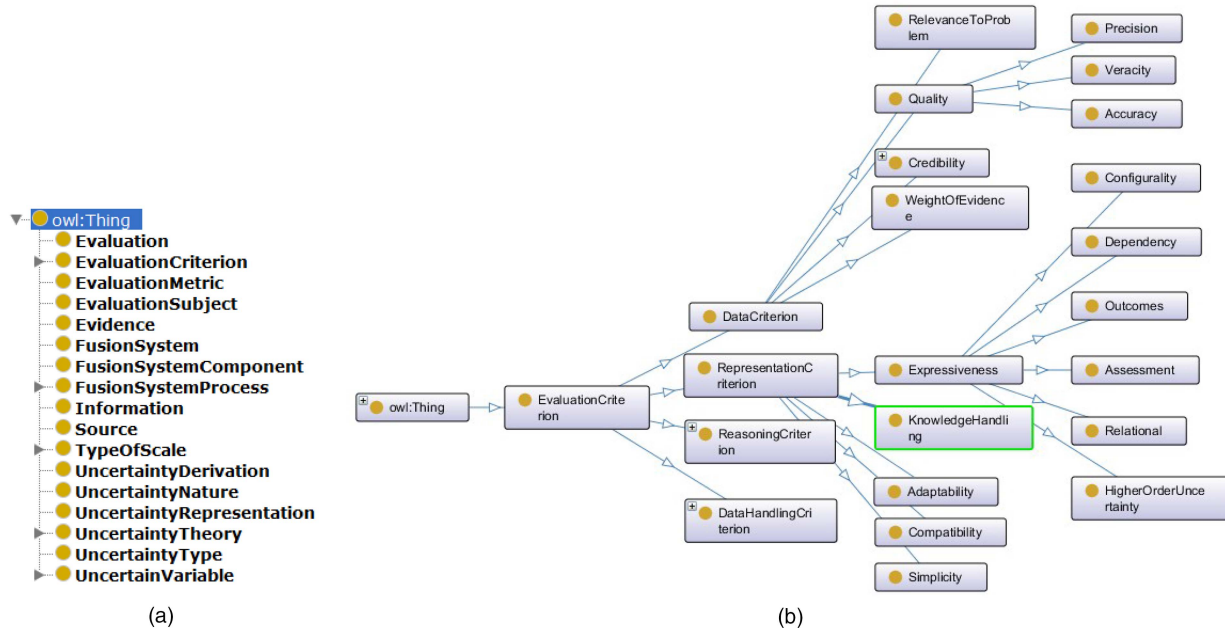 owl:Thing
Evaluation
EvaluationCriterion
EvaluationMetric
EvaluationSubject
Evidence
FusionSystem
FusionSystemComponent
FusionSystemProcess
Information
Source
TypeOfScale
UncertaintyDerivation
UncertaintyNature
UncertaintyRepresentation
UncertaintyTheory
UncertaintyType
UncertainVariable
(a)
owl:Thing
EvaluationCrite
rion
DataCriterion
RepresentationC
riterion
ReasoningCriter
ion
DataHandlingCri
terion
RelevanceToProb
lem
Quality
Credibility
WeightOfEvidenc
e
Expressiveness
KnowledgeHandli
ng
Adaptability
Compatibility
Simplicity
Precision
Veracity
Accuracy
Configurality
Dependency
Outcomes
Assessment
Relational
HigherOrderUnce
rtainty
(b)